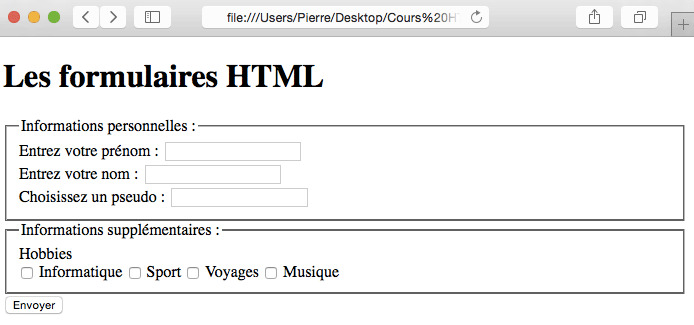 file:///Users/Pierre/Desktop/Cours%20H
Les formulaires HTML
Informations personnelles :
Entrez votre prénom :
Entrez votre nom :
Choisissez un pseudo :
Informations supplémentaires :
Hobbies
Informatique Sport Voyages Musique
Envoyer